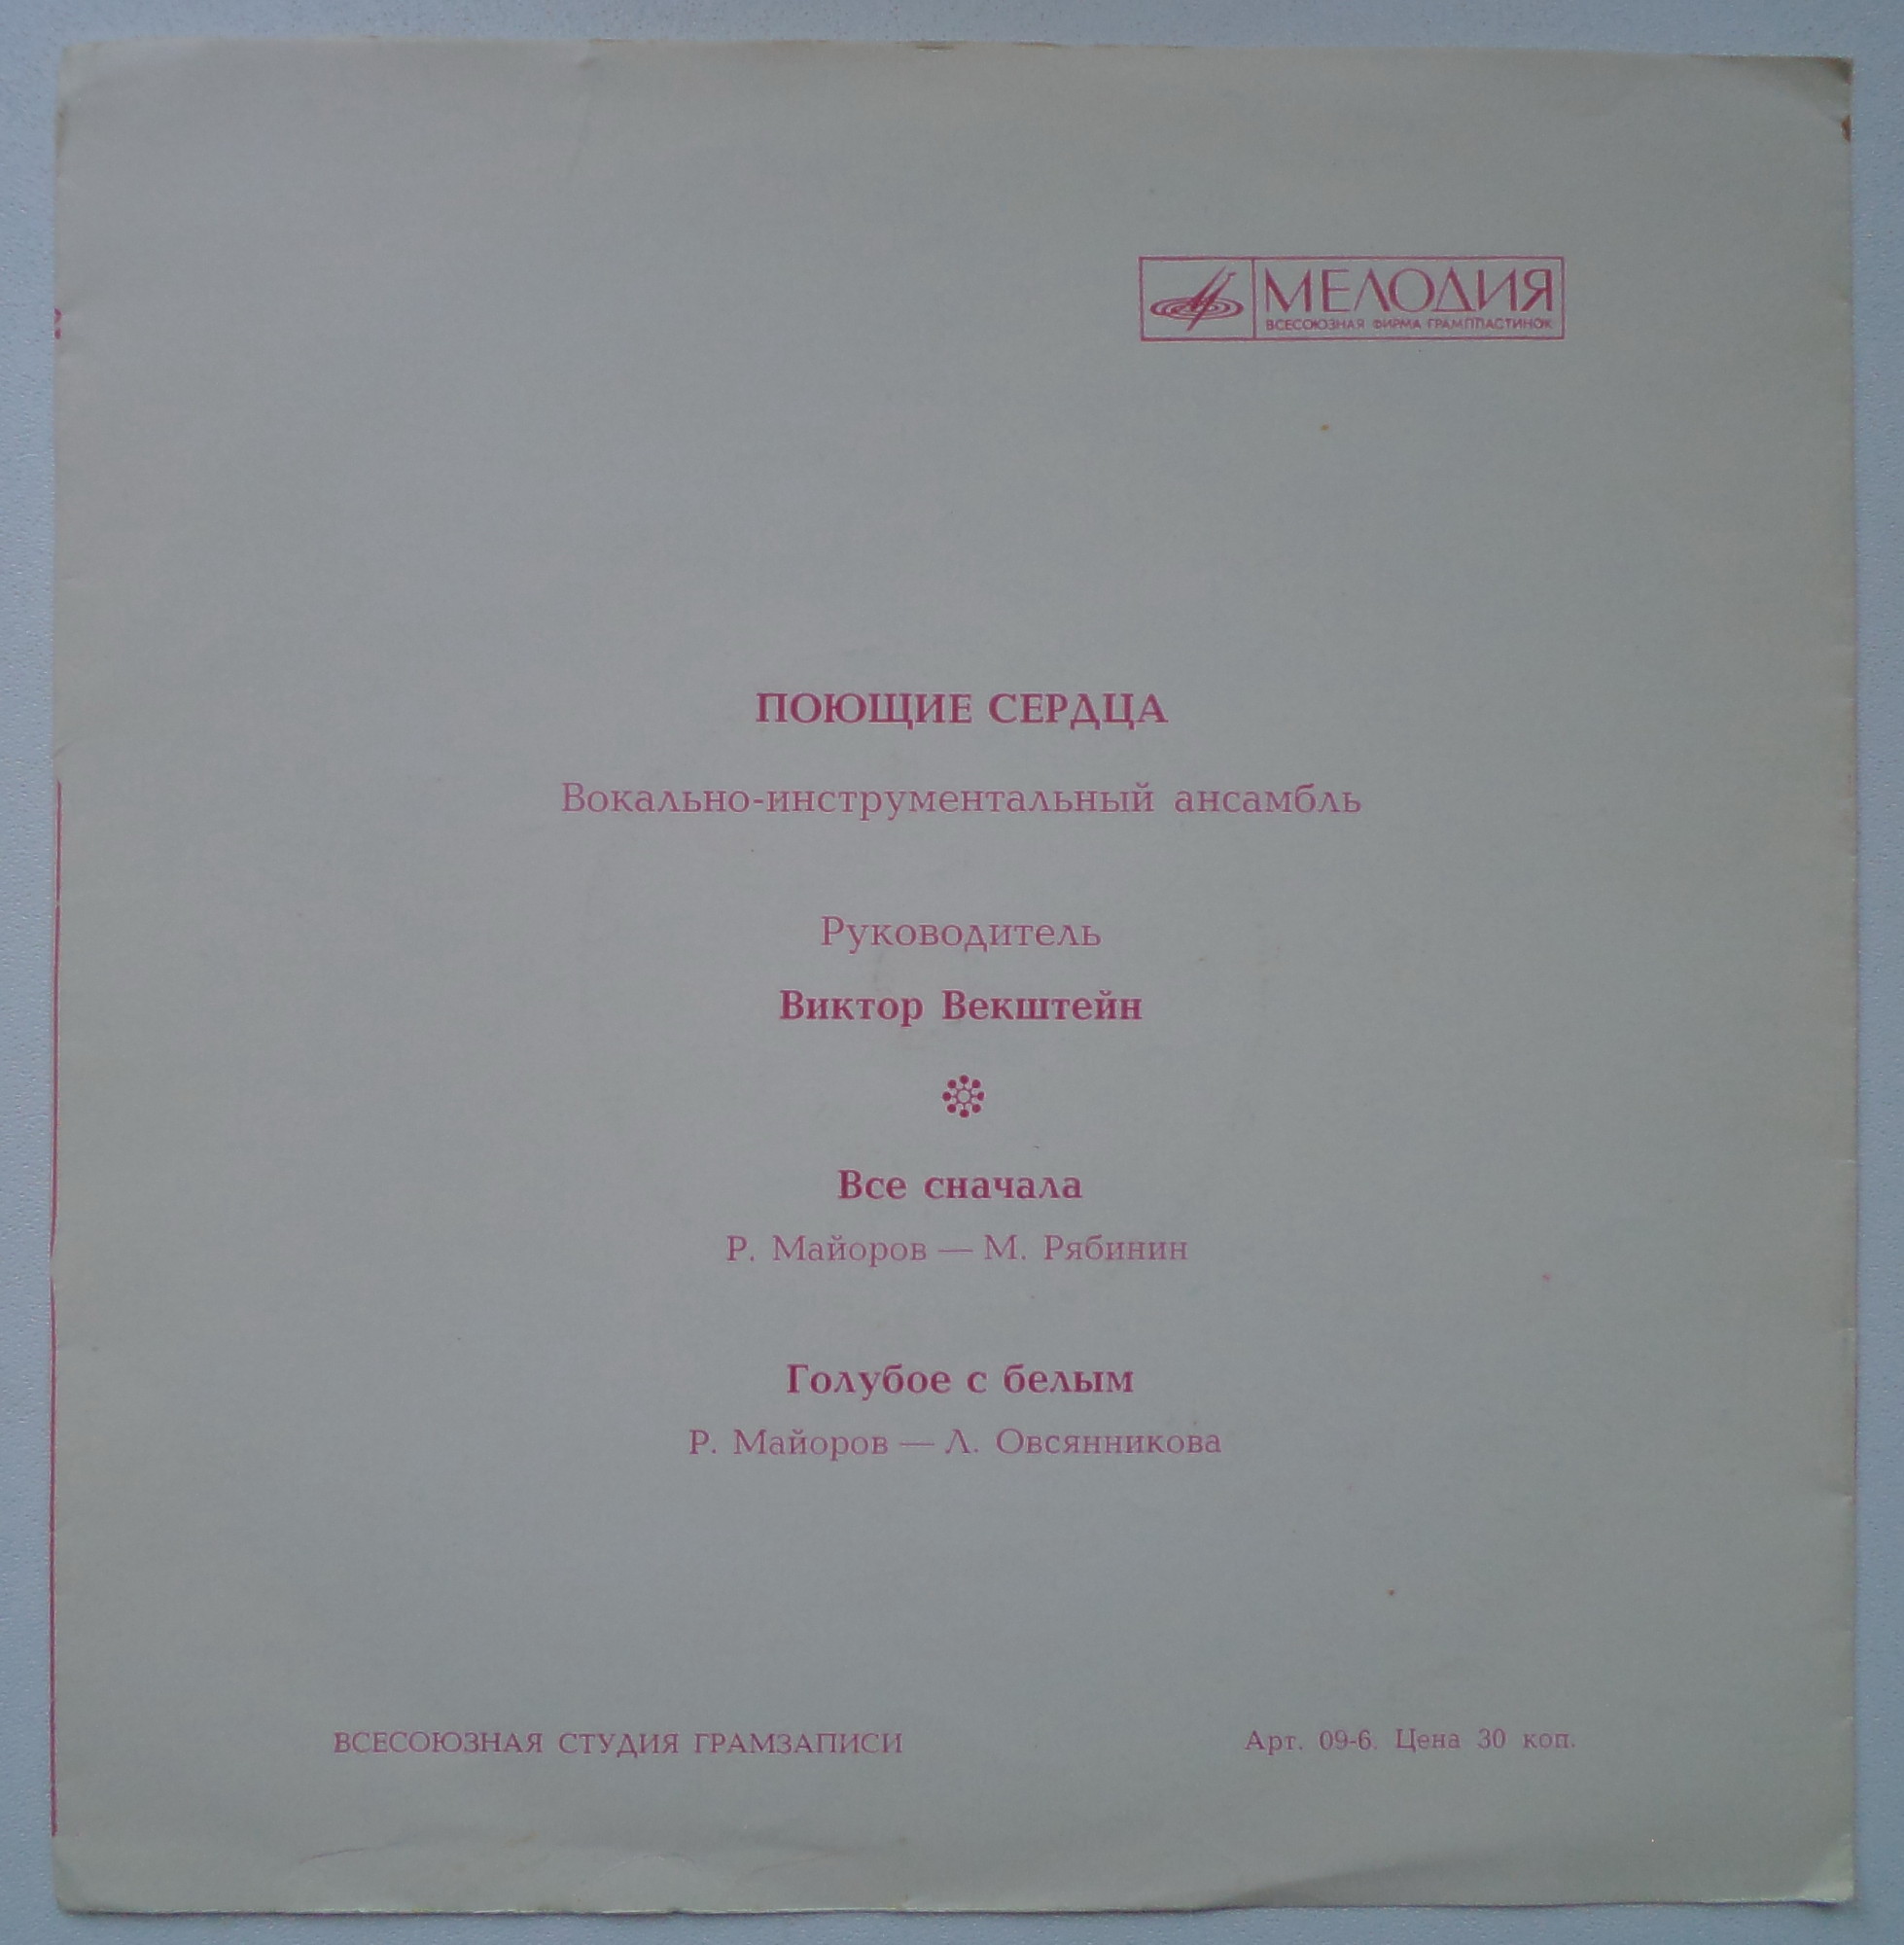 МЕЛОДИЯ
ВСЕСОЮЗНАЯ ФИРМА ГРАМПЛАСТИНОК
ПОЮЩИЕ СЕРДЦА
Вокально-инструментальный ансамбль
Руководитель
Виктор Векштейн
Все сначала
Р. Майоров — М. Рябинин
Голубое с белым
Р. Майоров — Л. Овсянникова
ВСЕСОЮЗНАЯ СТУДИЯ ГРАМЗАПИСИ
Арт. 09-6. Цена 30 коп.